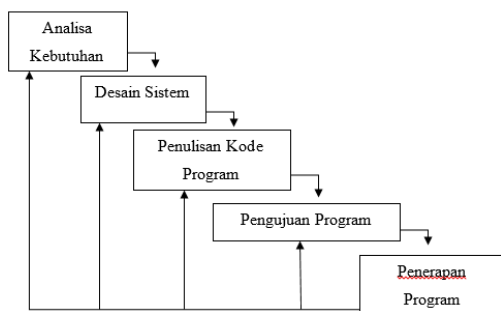 Analisa
Kebutuhan
Desain Sistem
Penulisan Kode
Program
Pengujuan Program
Penerapan
Program